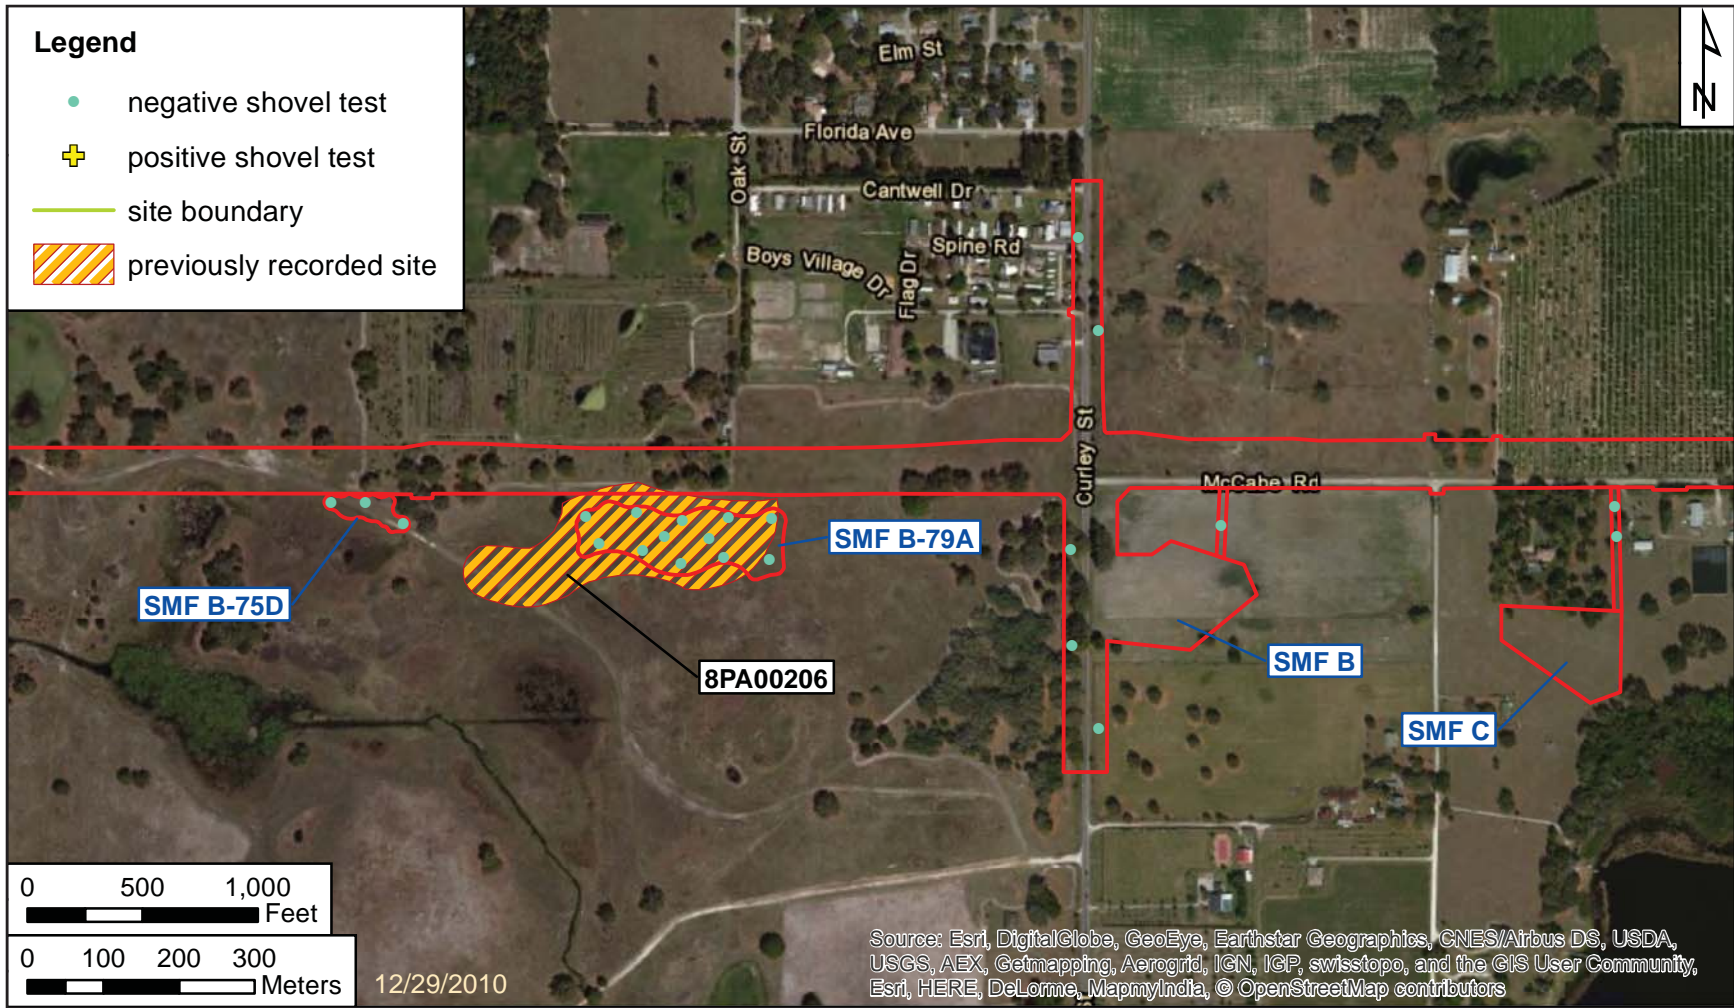 Legend
negative shovel test
positive shovel test
site boundary
previously recorded site
N
Elm St
Florida Ave
Oak St
Cantwell Dr
Spine Rd
Boys Village Dr
Flag Dr
Curley St
McCabe Rd
SMF B-79A
SMF B-75D
8PA00206
SMF B
SMF C
0 500 1,000
Feet
0 100 200 300
Meters
12/29/2010
Source: Esri, DigitalGlobe, GeoEye, Earthstar Geographics, CNES/Airbus DS, USDA,
USGS, AEX, Getmapping, Aerogrid, IGN, IGP, swisstopo, and the GIS User Community,
Esri, HERE, DeLorme, MapmyIndia, © OpenStreetMap contributors